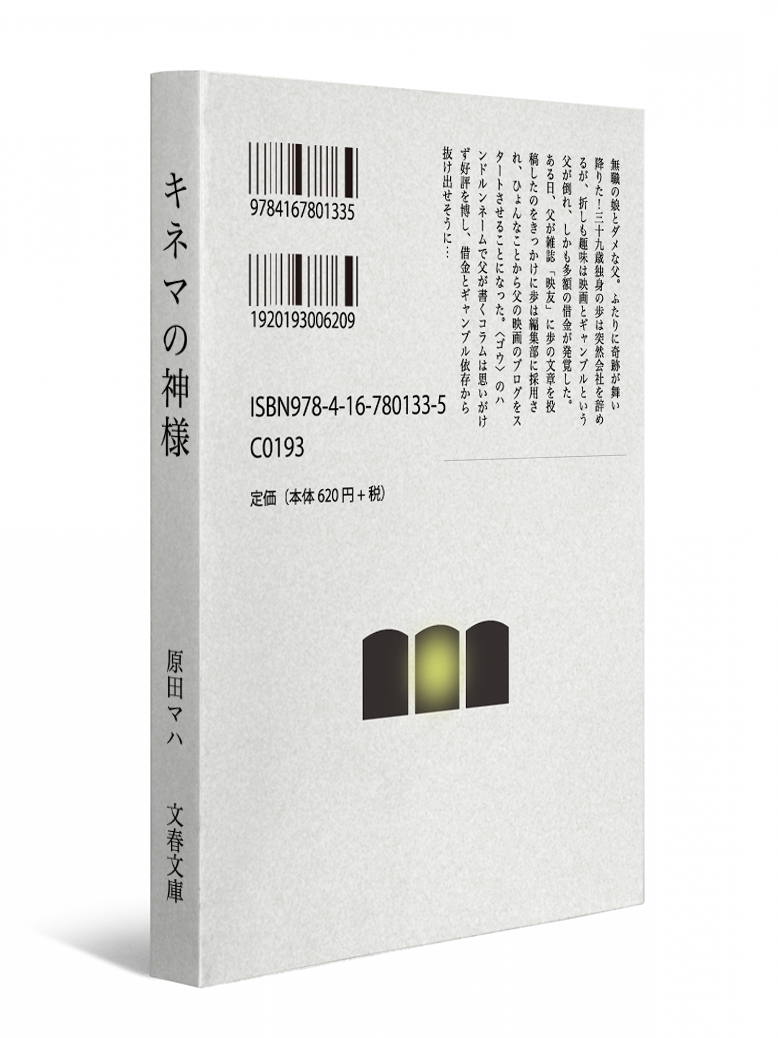 キネマの神様
原田マハ
文春文庫
9784167801335
1920193006209
ISBN978-4-16-780133-5
C0193
定価（本体 620 円 + 税）
無職の娘とダメな父。ふたりに奇跡が舞い
降りた！三十九歳独身の歩は突然会社を辞め
るが、折しも趣味は映画とギャンブルという
父が倒れ、しかも多額の借金が発覚した。
ある日、父が雑誌「映友」に歩の文章を投
稿したのをきっかけに歩は編集部に採用さ
れ、ひょんなことから父の映画のブログをス
タートさせることになった。〈ゴウ〉のハ
ンドルンネームで父が書くコラムは思いがけ
ず好評を博し、借金とギャンブル依存から
抜け出せそうに…